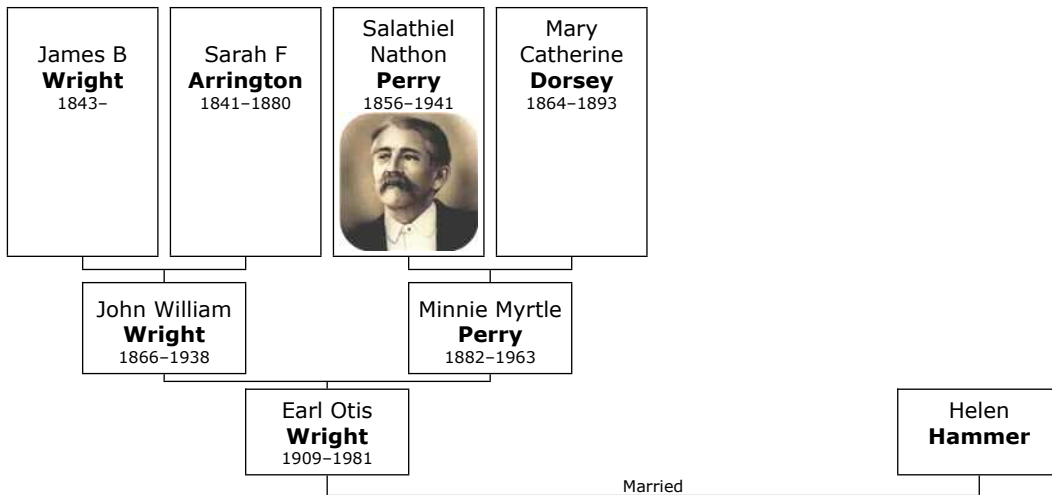 James B
Wright
1843–
Sarah F
Arrington
1841–1880
Salathiel
Nathon
Perry
1856–1941
Mary
Catherine
Dorsey
1864–1893
John William
Wright
1866–1938
Minnie Myrtle
Perry
1882–1963
Earl Otis
Wright
1909–1981
Helen
Hammer
Married